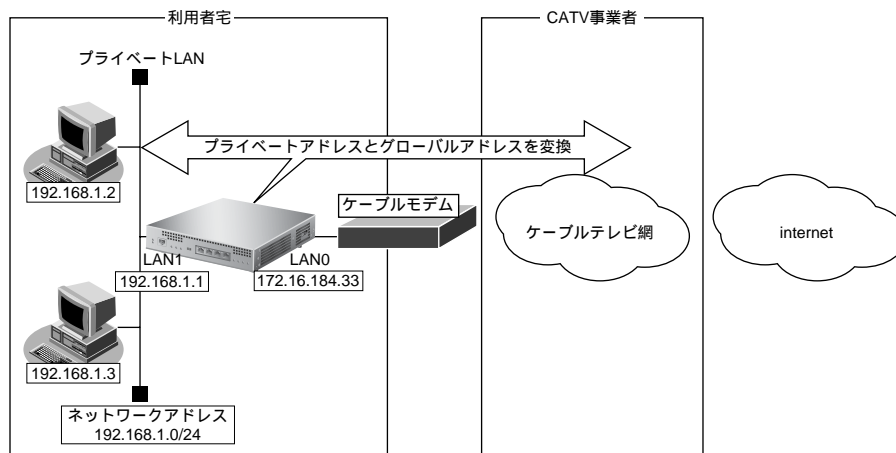 利用者宅
CATV事業者
プライベートLAN
プライベートアドレスとグローバルアドレスを変換
192.168.1.2
ケーブルモデム
ケーブルテレビ網
internet
LAN1
LAN0
192.168.1.1
172.16.184.33
192.168.1.3
ネットワークアドレス
192.168.1.0/24